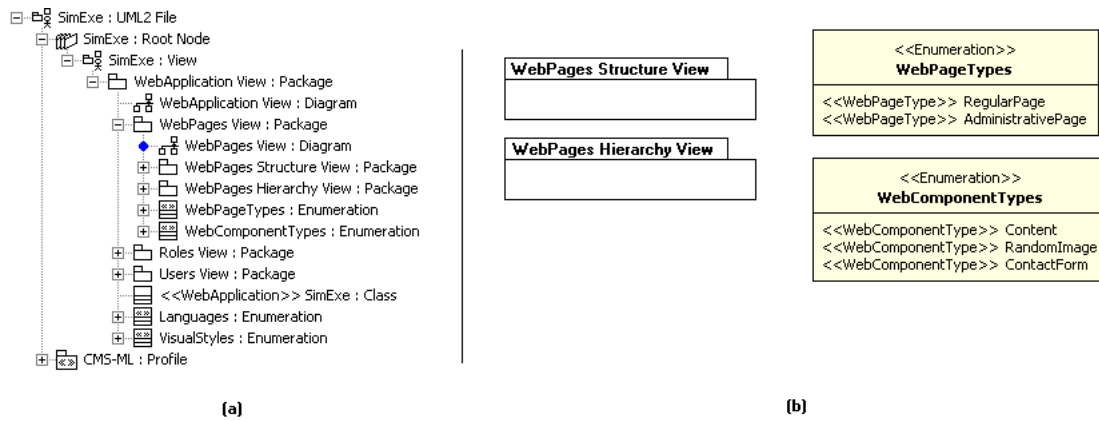 SimExe : UML2 File
SimExe : Root Node
SimExe : View
WebApplication View : Package
WebApplication View : Diagram
WebPages View : Package
WebPages View : Diagram
WebPages Structure View : Package
WebPages Hierarchy View : Package
WebPageTypes : Enumeration
WebComponentTypes : Enumeration
Roles View : Package
Users View : Package
<<WebApplication>> SimExe : Class
Languages : Enumeration
VisualStyles : Enumeration
CMS-ML : Profile
(a)
WebPages Structure View
WebPages Hierarchy View
<<Enumeration>>
WebPageTypes
<<WebPageType>> RegularPage
<<WebPageType>> AdministrativePage
<<Enumeration>>
WebComponentTypes
<<WebComponentType>> Content
<<WebComponentType>> RandomImage
<<WebComponentType>> ContactForm
(b)